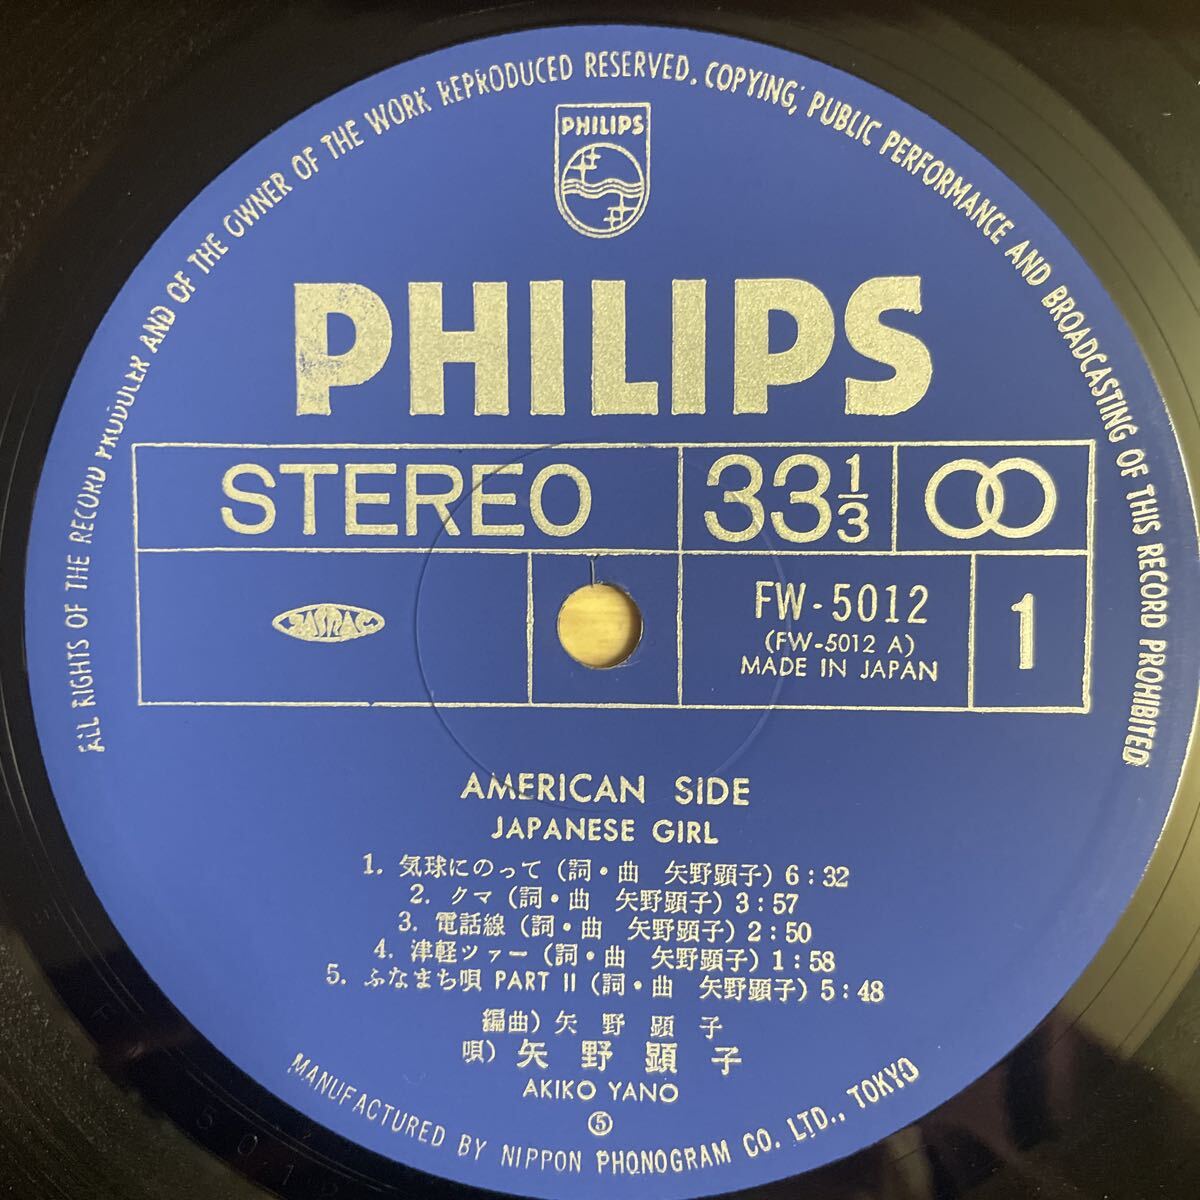 ALL RIGHTS OF THE RECORD PRODUCER AND OF THE OWNER OF THE WORK REPRODUCED RESERVED. COPYING, PUBLIC PERFORMANCE AND BROADCASTING OF THIS RECORD PROHIBITED
PHILIPS
PHILIPS
STEREO 33 1/3
JASRAC
FW-5012
(FW-5012 A)
MADE IN JAPAN
1
AMERICAN SIDE
JAPANESE GIRL
1. 気球にのって (詞・曲 矢野顕子) 6:32
2. クマ (詞・曲 矢野顕子) 3:57
3. 電話線 (詞・曲 矢野顕子) 2:50
4. 津軽ツァー (詞・曲 矢野顕子) 1:58
5. ふなまち唄 PART II (詞・曲 矢野顕子) 5:48
編曲) 矢野顕子
唄) 矢野顕子
AKIKO YANO
⑤
MANUFACTURED BY NIPPON PHONOGRAM CO. LTD., TOKYO